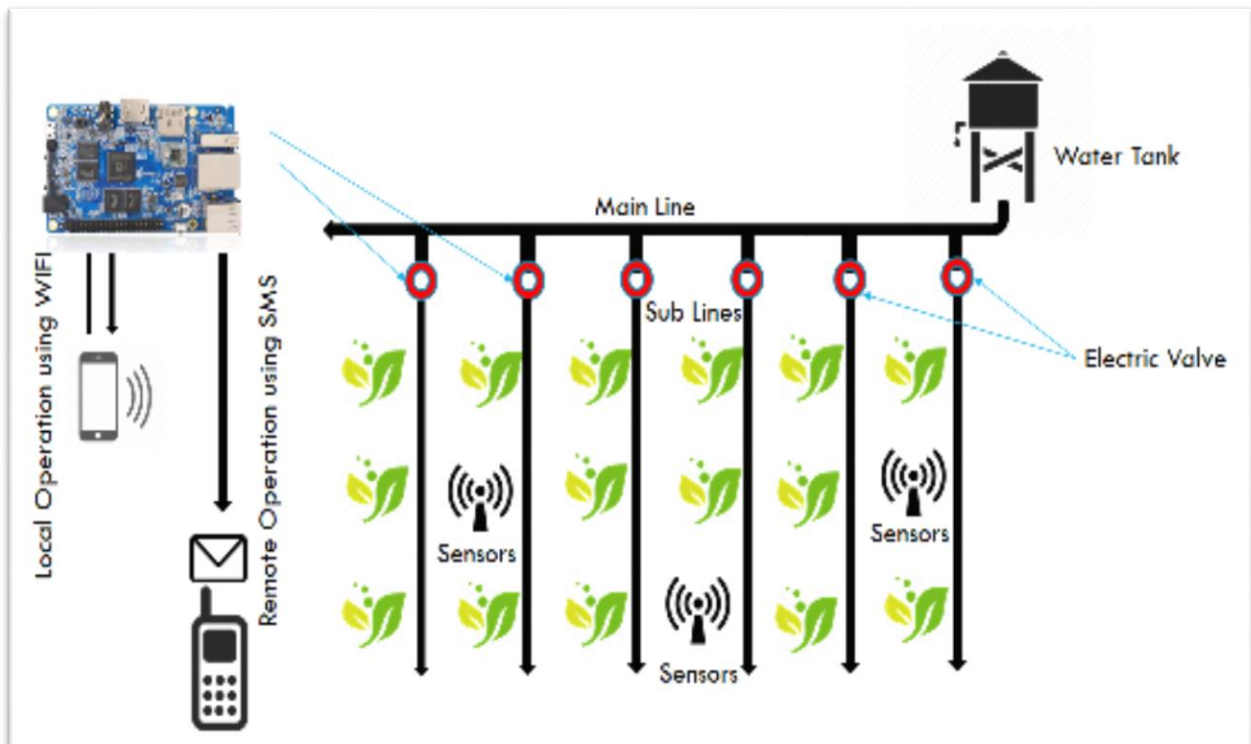 Water Tank
Main Line
Sub Lines
Electric Valve
Local Operation using WIFI
Remote Operation using SMS
Sensors
Sensors
Sensors